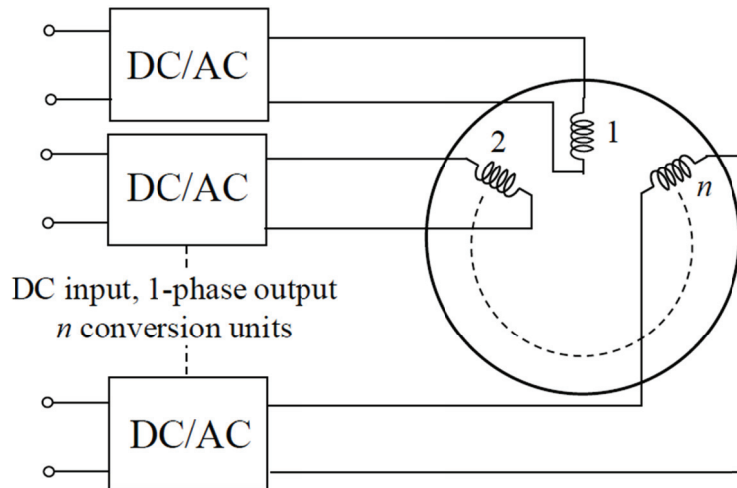 DC/AC
1
2
DC/AC
n
DC input, 1-phase output
n conversion units
DC/AC